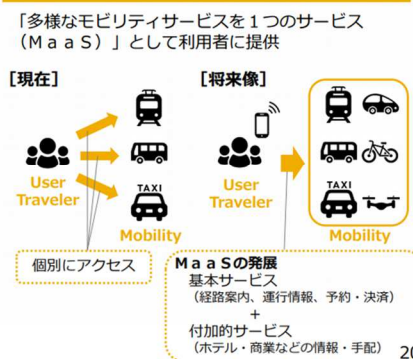 「多様なモビリティサービスを１つのサービス
（ＭａａＳ）」として利用者に提供
[現在]
[将来像]
User
Traveler
TAXI
Mobility
User
Traveler
TAXI
Mobility
個別にアクセス
ＭａａＳの発展
基本サービス
（経路案内、運行情報、予約・決済）
+
付加的サービス
（ホテル・商業などの情報・手配）